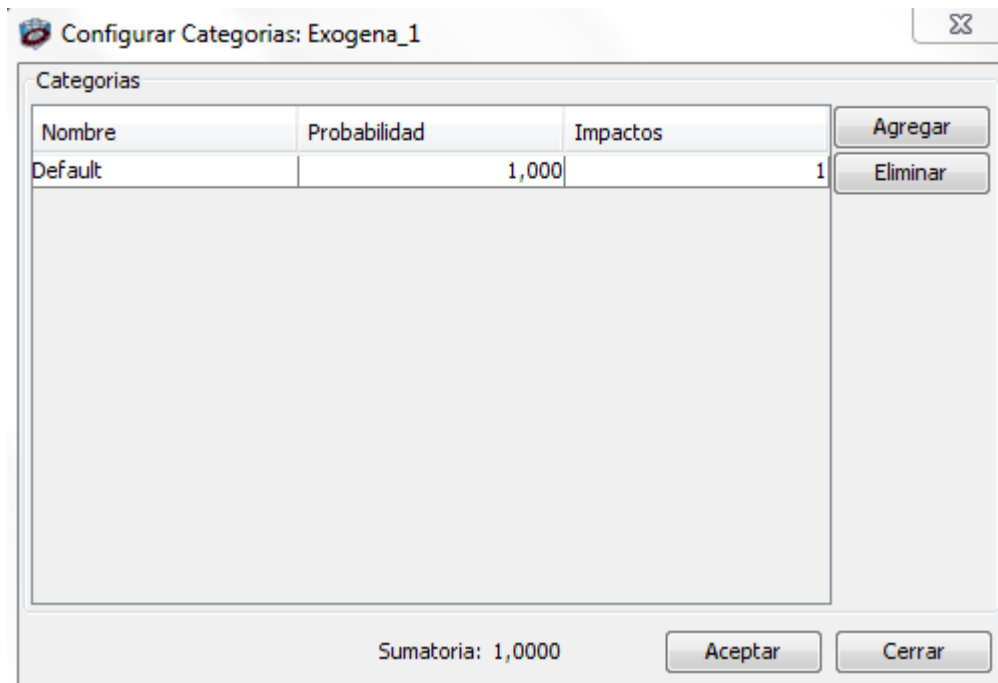 Configurar Categorias: Exogena_1
Categorias
Nombre Probabilidad Impactos
Agregar
Default 1,000 1
Eliminar
Sumatoria: 1,0000
Aceptar
Cerrar